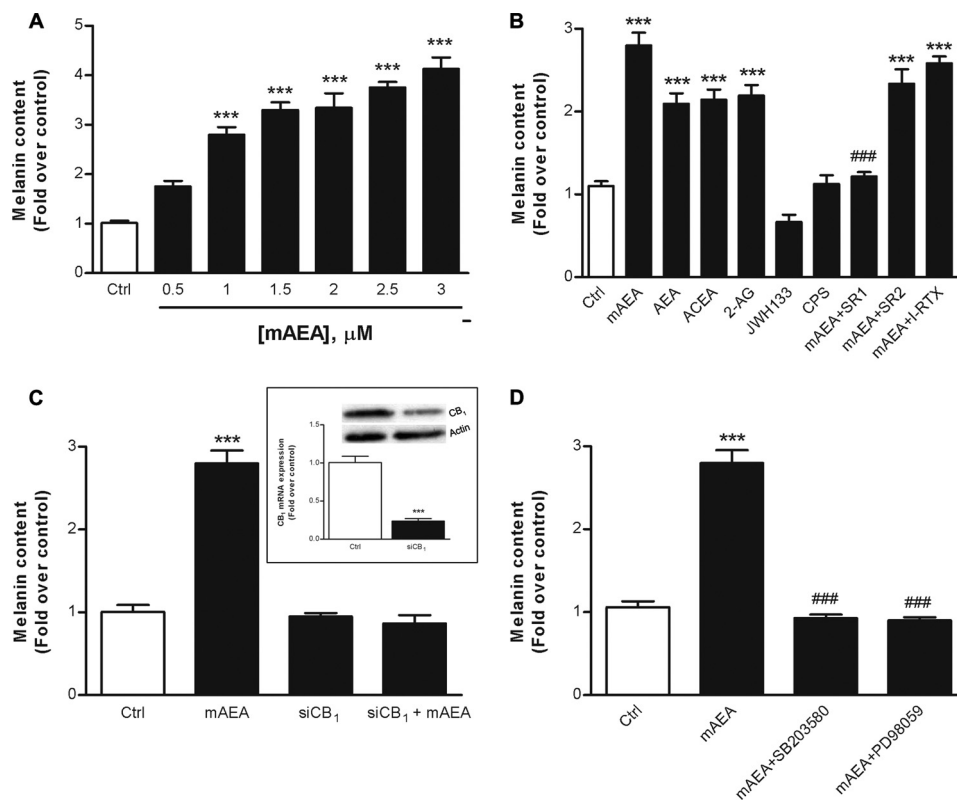 A
Melanin content
(Fold over control)
5
4
3
2
1
0
Ctrl 0.5 1 1.5 2 2.5 3
*** *** *** *** ***
[mAEA], μM
B
Melanin content
(Fold over control)
3
2
1
0
*** *** *** *** ### *** ***
Ctrl
mAEA
AEA
ACEA
2-AG
JWH133
CPS
mAEA+SR1
mAEA+SR2
mAEA+I-RTX
C
Melanin content
(Fold over control)
3
2
1
0
***
Ctrl mAEA siCB1 siCB1 + mAEA
CB1
Actin
CB1 mRNA expression
(Fold over control)
1.5
1.0
0.5
0.0
***
Ctrl siCB1
D
Melanin content
(Fold over control)
3
2
1
0
*** ### ###
Ctrl
mAEA
mAEA+SB203580
mAEA+PD98059